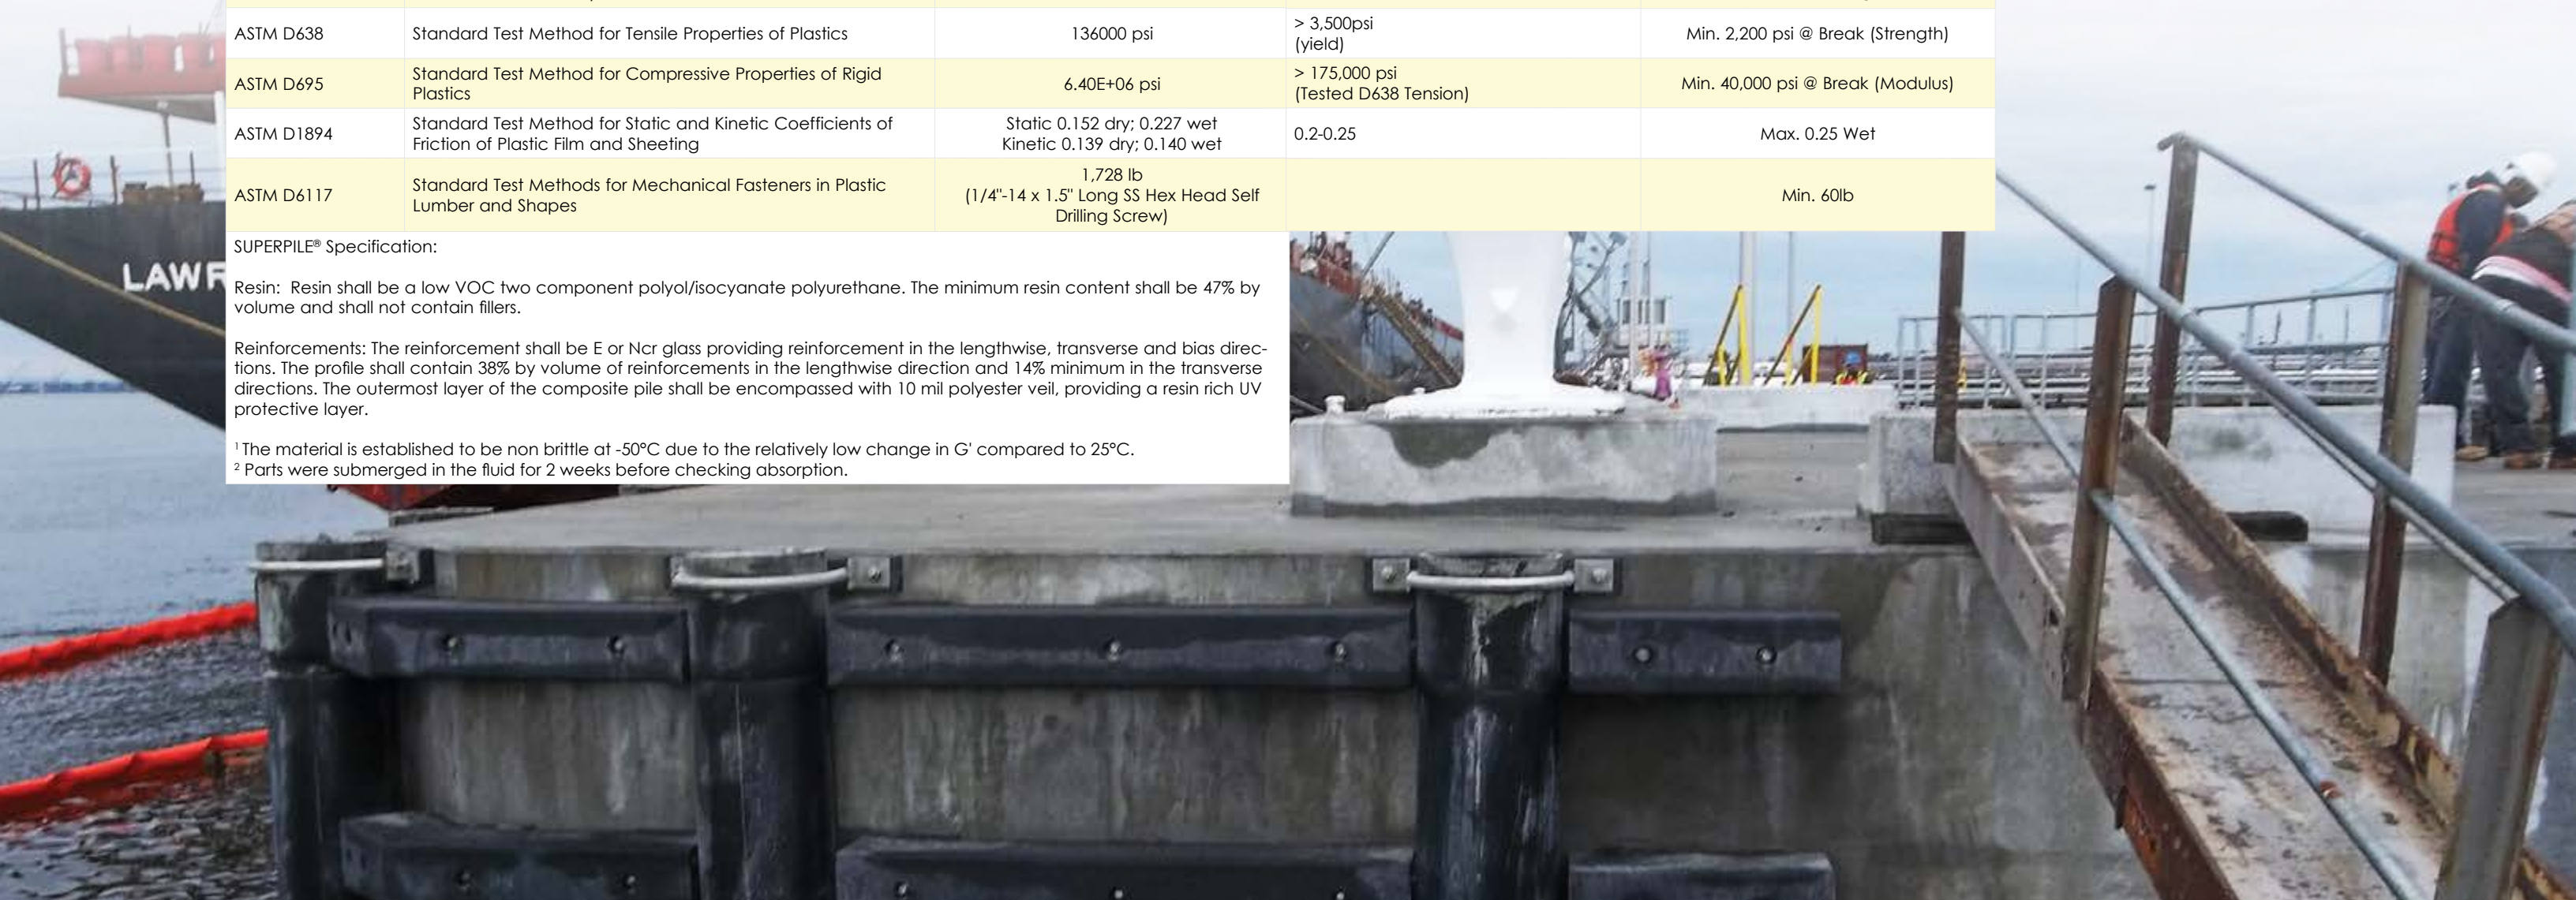 ASTM D638 Standard Test Method for Tensile Properties of Plastics 136000 psi > 3,500psi
(yield) Min. 2,200 psi @ Break (Strength)
ASTM D695 Standard Test Method for Compressive Properties of Rigid
Plastics 6.40E+06 psi > 175,000 psi
(Tested D638 Tension) Min. 40,000 psi @ Break (Modulus)
ASTM D1894 Standard Test Method for Static and Kinetic Coefficients of
Friction of Plastic Film and Sheeting Static 0.152 dry; 0.227 wet
Kinetic 0.139 dry; 0.140 wet 0.2-0.25 Max. 0.25 Wet
ASTM D6117 Standard Test Methods for Mechanical Fasteners in Plastic
Lumber and Shapes 1,728 lb
(1/4"-14 x 1.5" Long SS Hex Head Self
Drilling Screw) Min. 60lb
SUPERPILE® Specification:
Resin: Resin shall be a low VOC two component polyol/isocyanate polyurethane. The minimum resin content shall be 47% by
volume and shall not contain fillers.
Reinforcements: The reinforcement shall be E or Ncr glass providing reinforcement in the lengthwise, transverse and bias direc-
tions. The profile shall contain 38% by volume of reinforcements in the lengthwise direction and 14% minimum in the transverse
directions. The outermost layer of the composite pile shall be encompassed with 10 mil polyester veil, providing a resin rich UV
protective layer.
¹ The material is established to be non brittle at -50°C due to the relatively low change in G' compared to 25°C.
² Parts were submerged in the fluid for 2 weeks before checking absorption.
LAWR